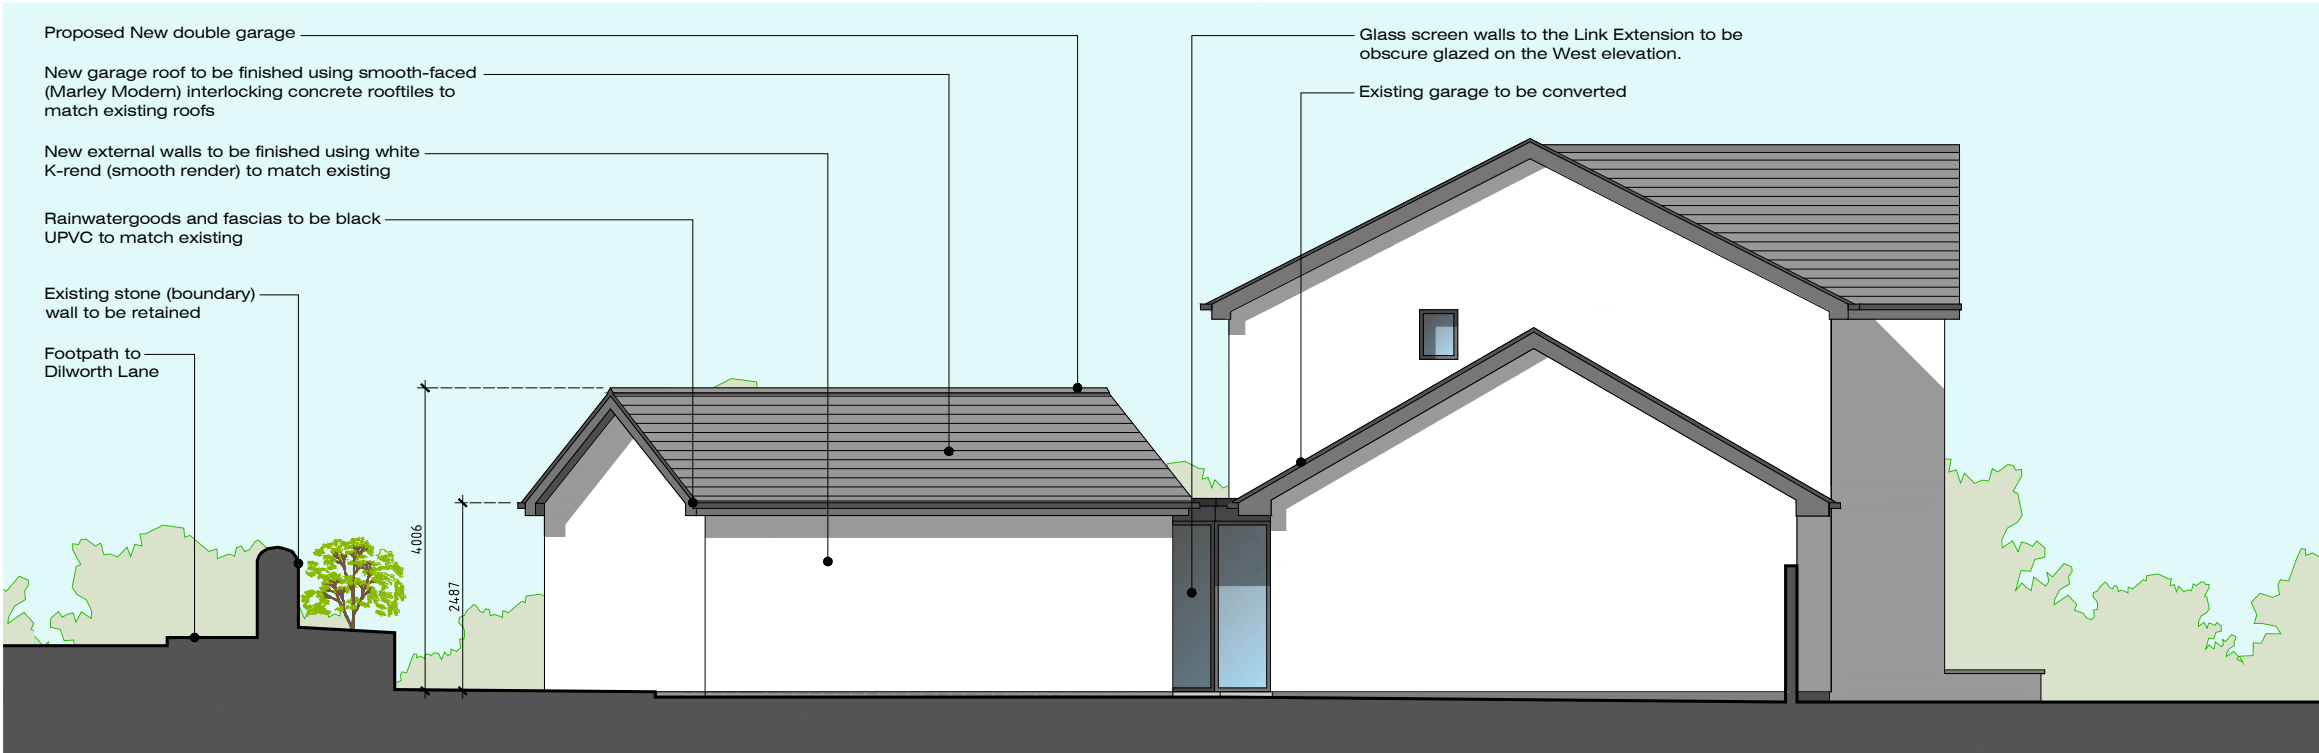 Proposed New double garage
New garage roof to be finished using smooth-faced
(Marley Modern) interlocking concrete rooftiles to
match existing roofs
New external walls to be finished using white
K-rend (smooth render) to match existing
Rainwatergoods and fascias to be black
UPVC to match existing
Existing stone (boundary)
wall to be retained
Footpath to
Dilworth Lane
4006
2487
Glass screen walls to the Link Extension to be
obscure glazed on the West elevation.
Existing garage to be converted